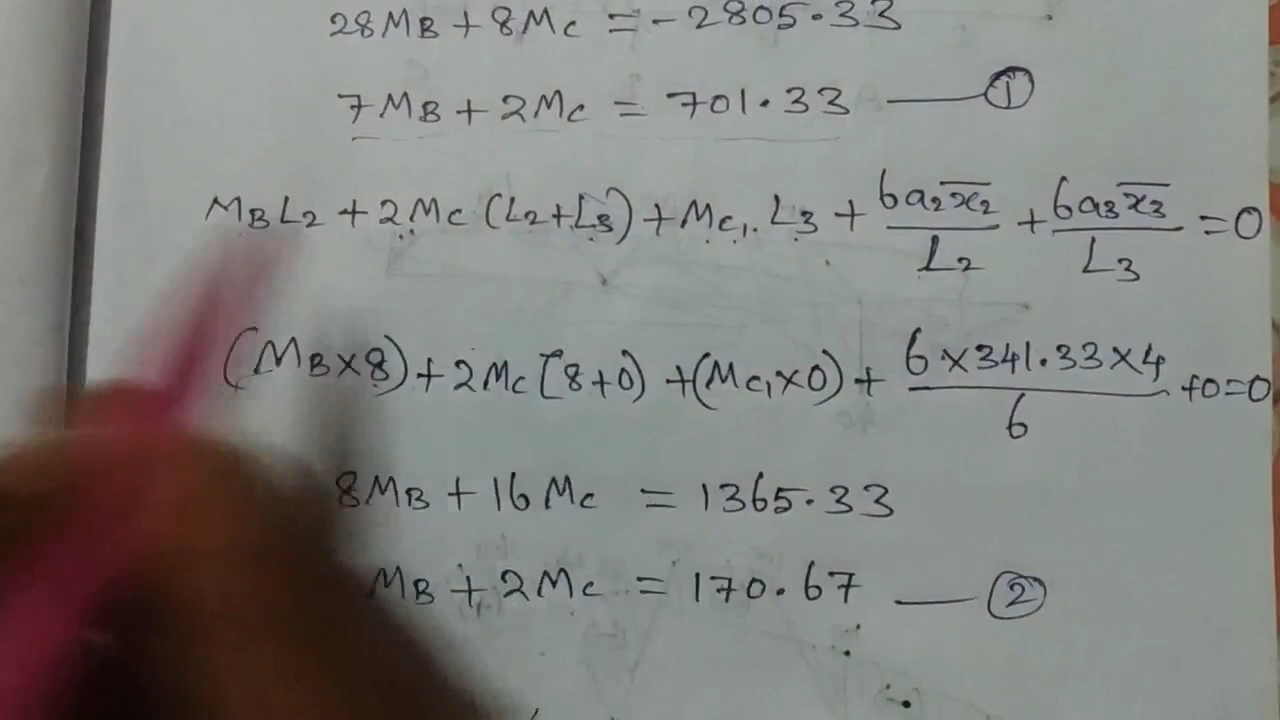 28MB + 8Mc = -2805.33
7MB + 2Mc = 701.33 —— ①
MBL2 + 2Mc (L2+L3) + Mc1. L3 + 6a2x̄2/L2 + 6a3x̄3/L3 = 0
(MB×8) + 2Mc [8+0) + (Mc1×0) + 6×341.33×4/6 +0=0
8MB + 16Mc = 1365.33
MB + 2Mc = 170.67 — ②